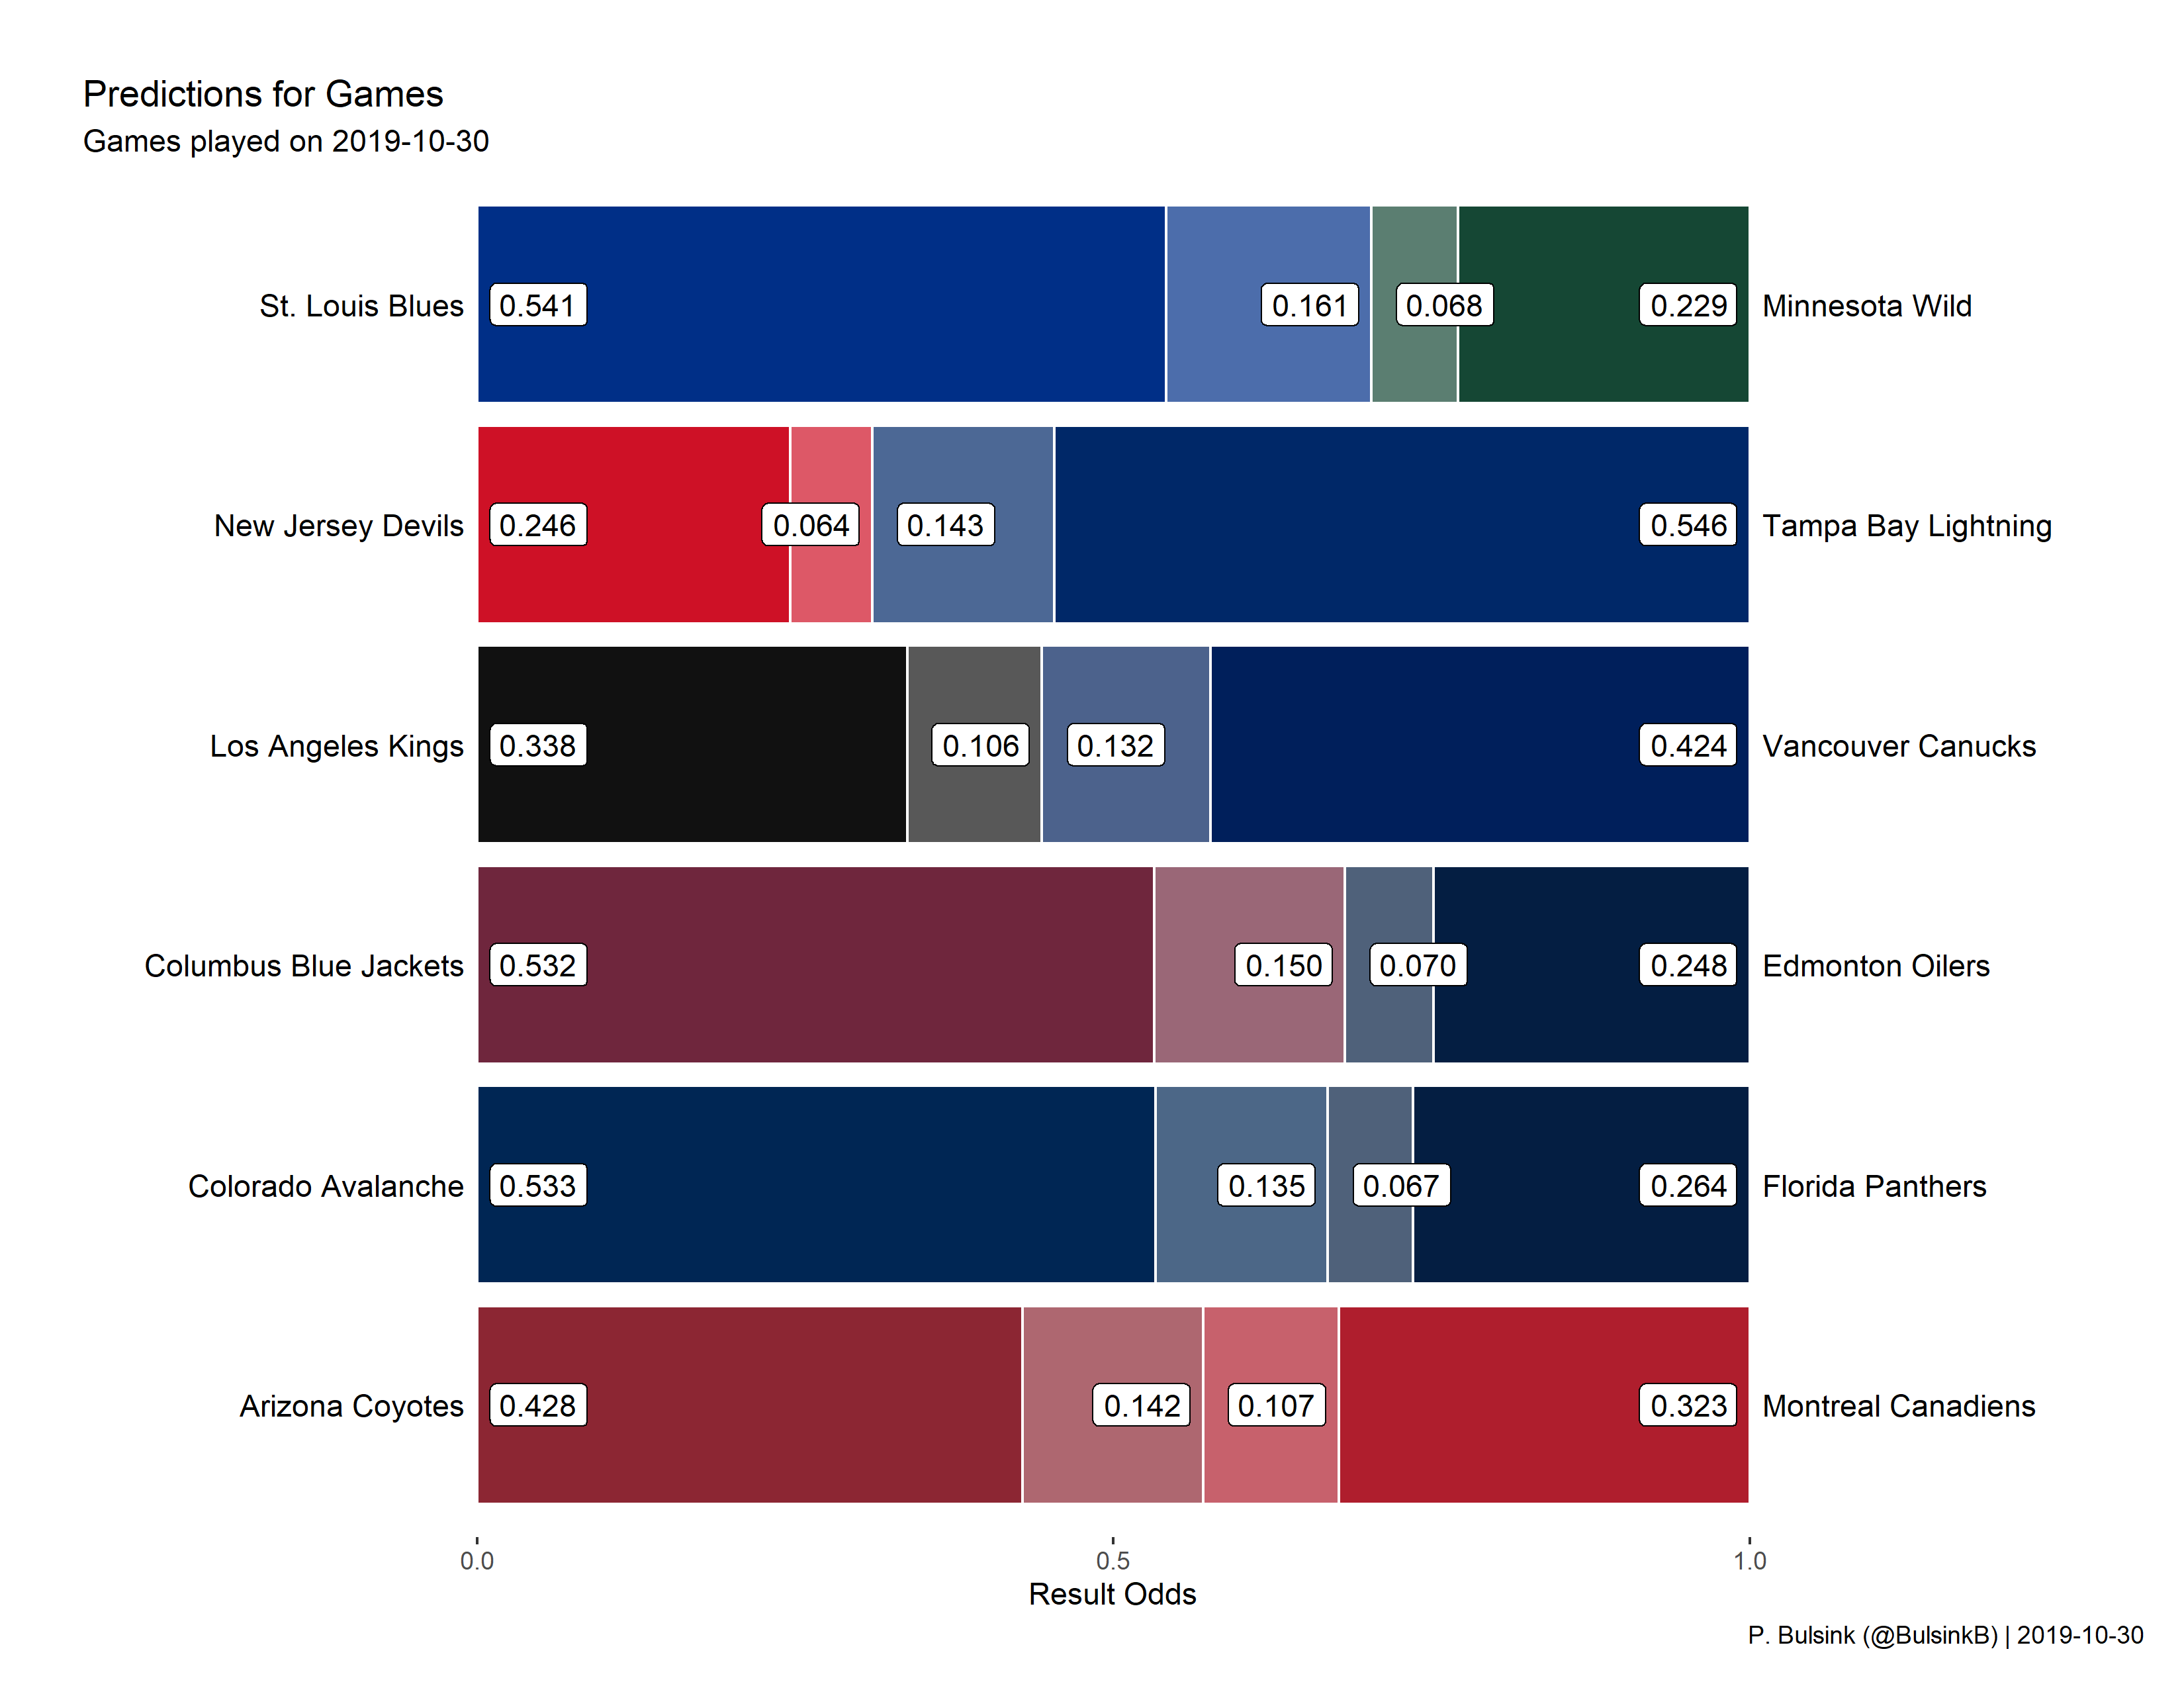 Predictions for Games
Games played on 2019-10-30
St. Louis Blues 0.541 0.161 0.068 0.229 Minnesota Wild
New Jersey Devils 0.246 0.064 0.143 0.546 Tampa Bay Lightning
Los Angeles Kings 0.338 0.106 0.132 0.424 Vancouver Canucks
Columbus Blue Jackets 0.532 0.150 0.070 0.248 Edmonton Oilers
Colorado Avalanche 0.533 0.135 0.067 0.264 Florida Panthers
Arizona Coyotes 0.428 0.142 0.107 0.323 Montreal Canadiens
0.0 0.5 1.0
Result Odds
P. Bulsink (@BulsinkB) | 2019-10-30